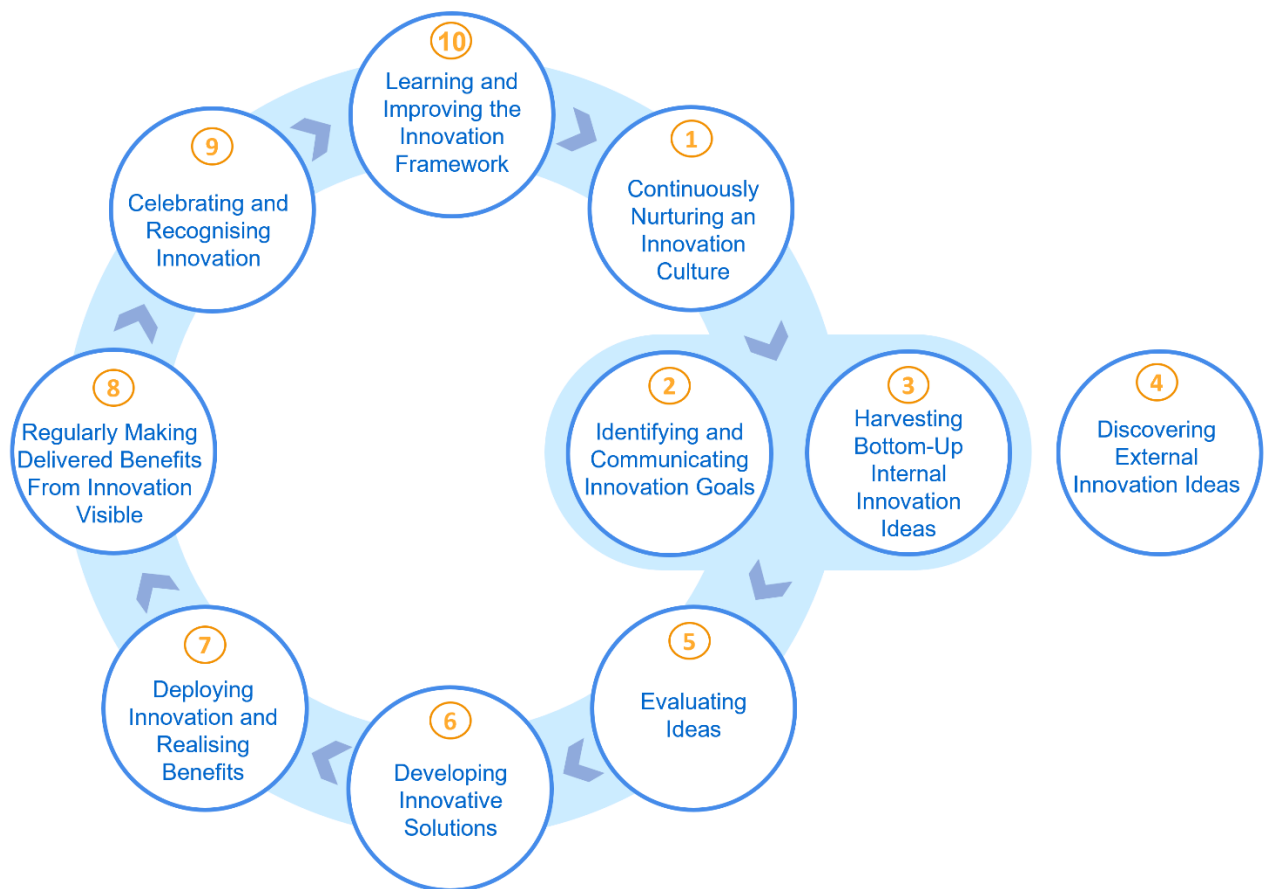 10
Learning and
Improving the
Innovation
Framework
1
Continuously
Nurturing an
Innovation
Culture
2
Identifying and
Communicating
Innovation Goals
3
Harvesting
Bottom-Up
Internal
Innovation
Ideas
4
Discovering
External
Innovation Ideas
5
Evaluating
Ideas
6
Developing
Innovative
Solutions
7
Deploying
Innovation and
Realising
Benefits
8
Regularly Making
Delivered Benefits
From Innovation
Visible
9
Celebrating and
Recognising
Innovation